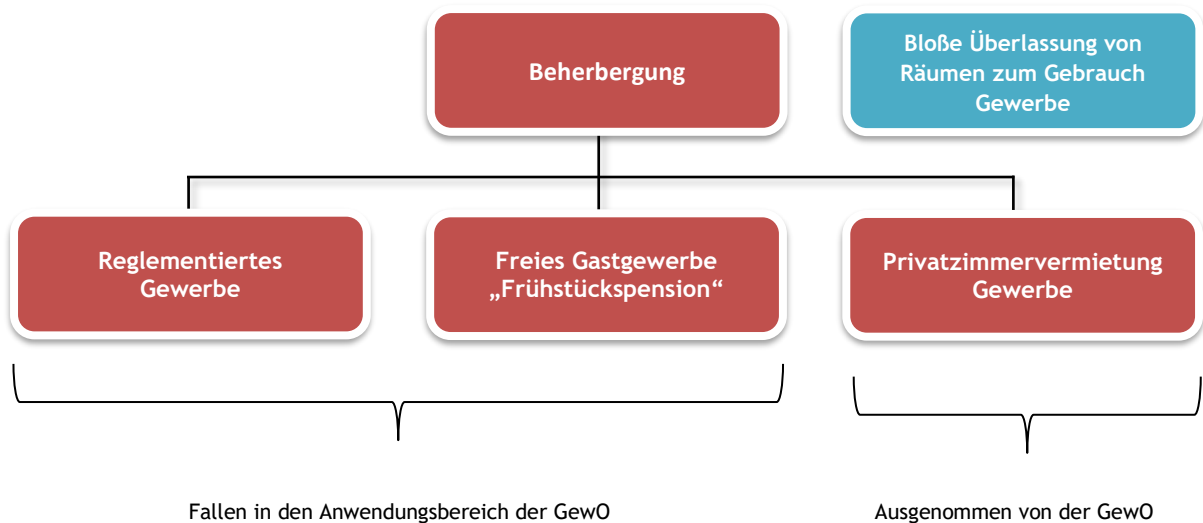 Beherbergung
Bloße Überlassung von
Räumen zum Gebrauch
Gewerbe
Reglementiertes
Gewerbe
Freies Gastgewerbe
„Frühstückspension“
Privatzimmervermietung
Gewerbe
Fallen in den Anwendungsbereich der GewO
Ausgenommen von der GewO